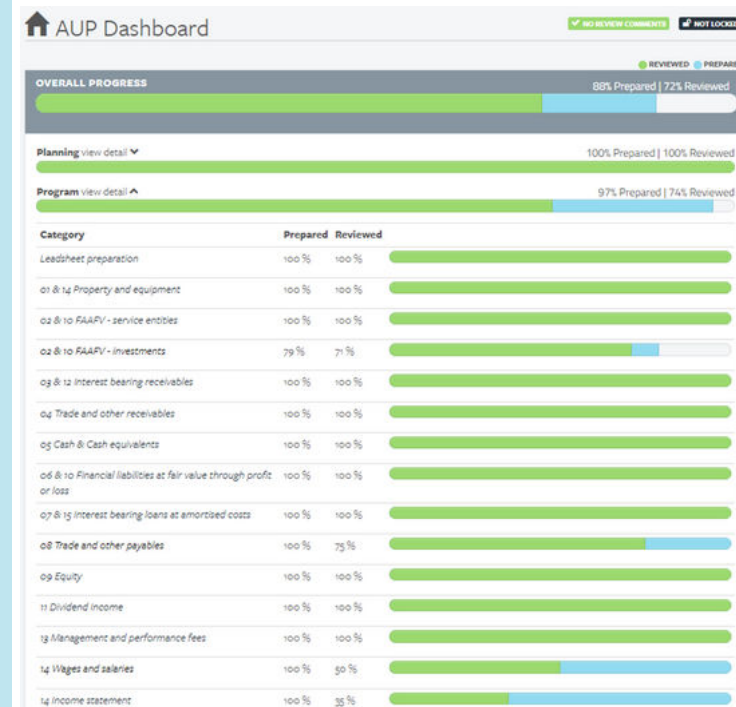 AUP Dashboard
NO REVIEW COMMENTS NOT LOCKED
REVIEWED PREPARE
OVERALL PROGRESS 88% Prepared | 72% Reviewed
Planning view detail 100% Prepared | 100% Reviewed
Program view detail 97% Prepared | 74% Reviewed
Category Prepared Reviewed
Leadsheet preparation 100 % 100 %
01 & 14 Property and equipment 100 % 100 %
02 & 10 FAAFV - service entities 100 % 100 %
02 & 10 FAAFV - investments 79 % 71 %
03 & 12 Interest bearing receivables 100 % 100 %
04 Trade and other receivables 100 % 100 %
05 Cash & Cash equivalents 100 % 100 %
06 & 10 Financial liabilities at fair value through profit 100 % 100 %
or loss
07 & 15 Interest bearing loans at amortised costs 100 % 100 %
08 Trade and other payables 100 % 75 %
09 Equity 100 % 100 %
11 Dividend income 100 % 100 %
13 Management and performance fees 100 % 100 %
14 Wages and salaries 100 % 50 %
14 Income statement 100 % 35 %